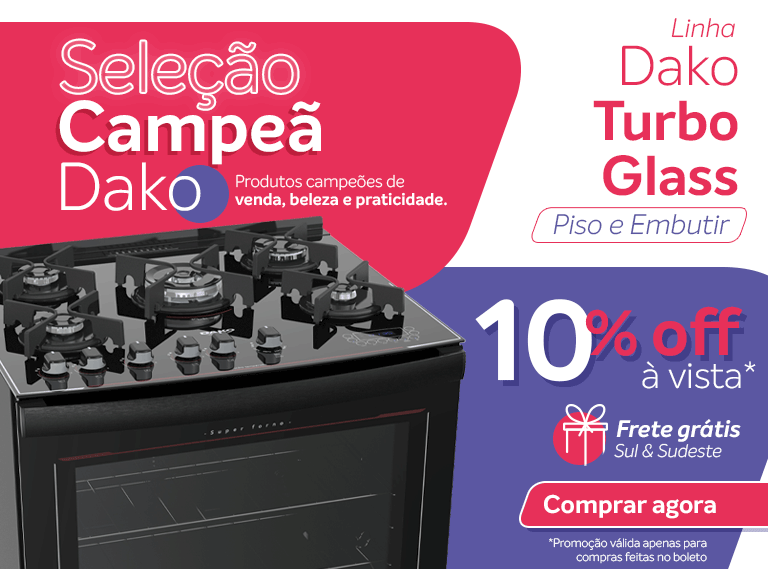 Seleção
Campeã
Dako
Produtos campeões de
venda, beleza e praticidade.
Linha
Dako
Turbo
Glass
Piso e Embutir
10% off
à vista*
Frete grátis
Sul & Sudeste
Comprar agora
*Promoção válida apenas para
compras feitas no boleto
DAKO
Super forno